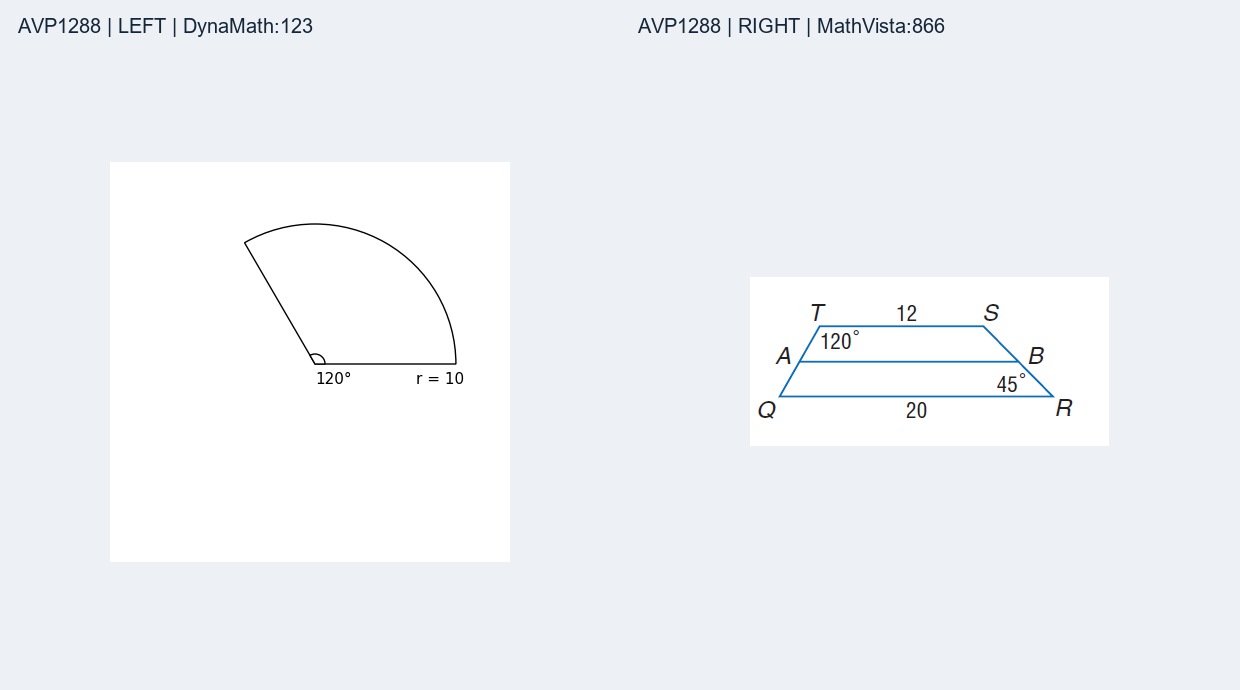 AVP1288 | LEFT | DynaMath:123
AVP1288 | RIGHT | MathVista:866
120°
r = 10
T
12
S
120°
A
B
45°
Q
20
R